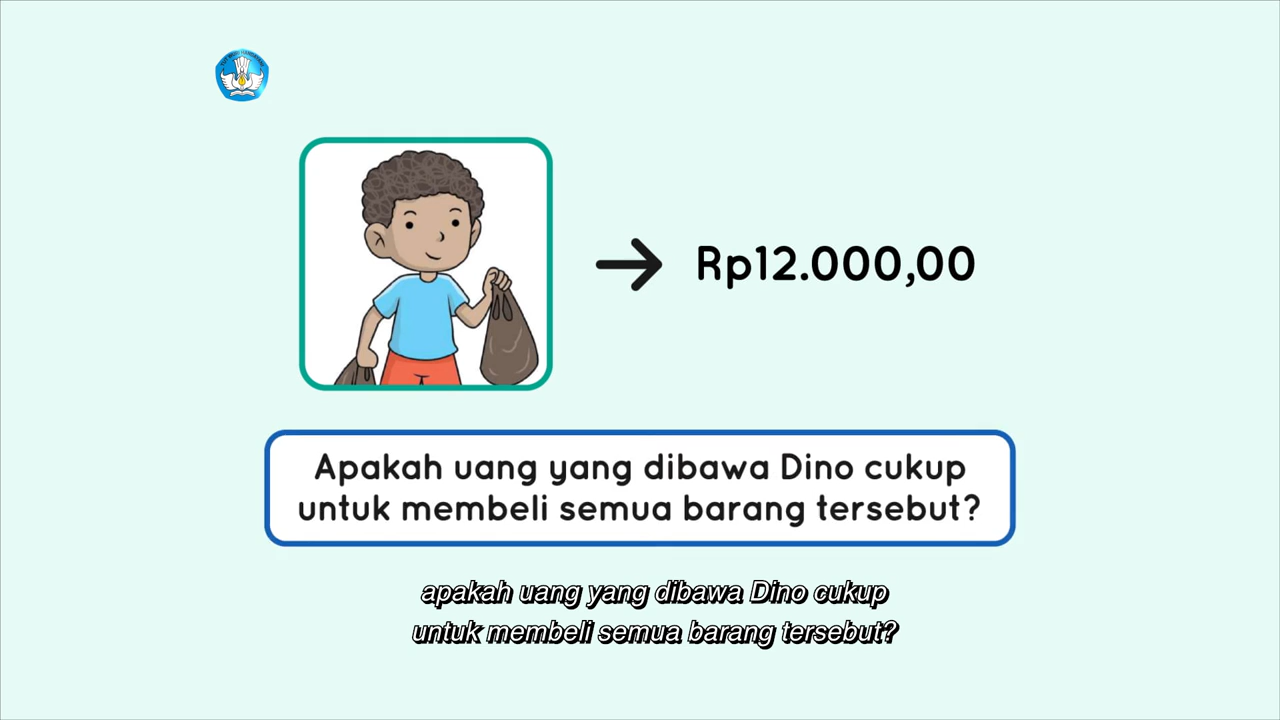 Rp12.000,00
Apakah uang yang dibawa Dino cukup
untuk membeli semua barang tersebut?
apakah uang yang dibawa Dino cukup
untuk membeli semua barang tersebut?